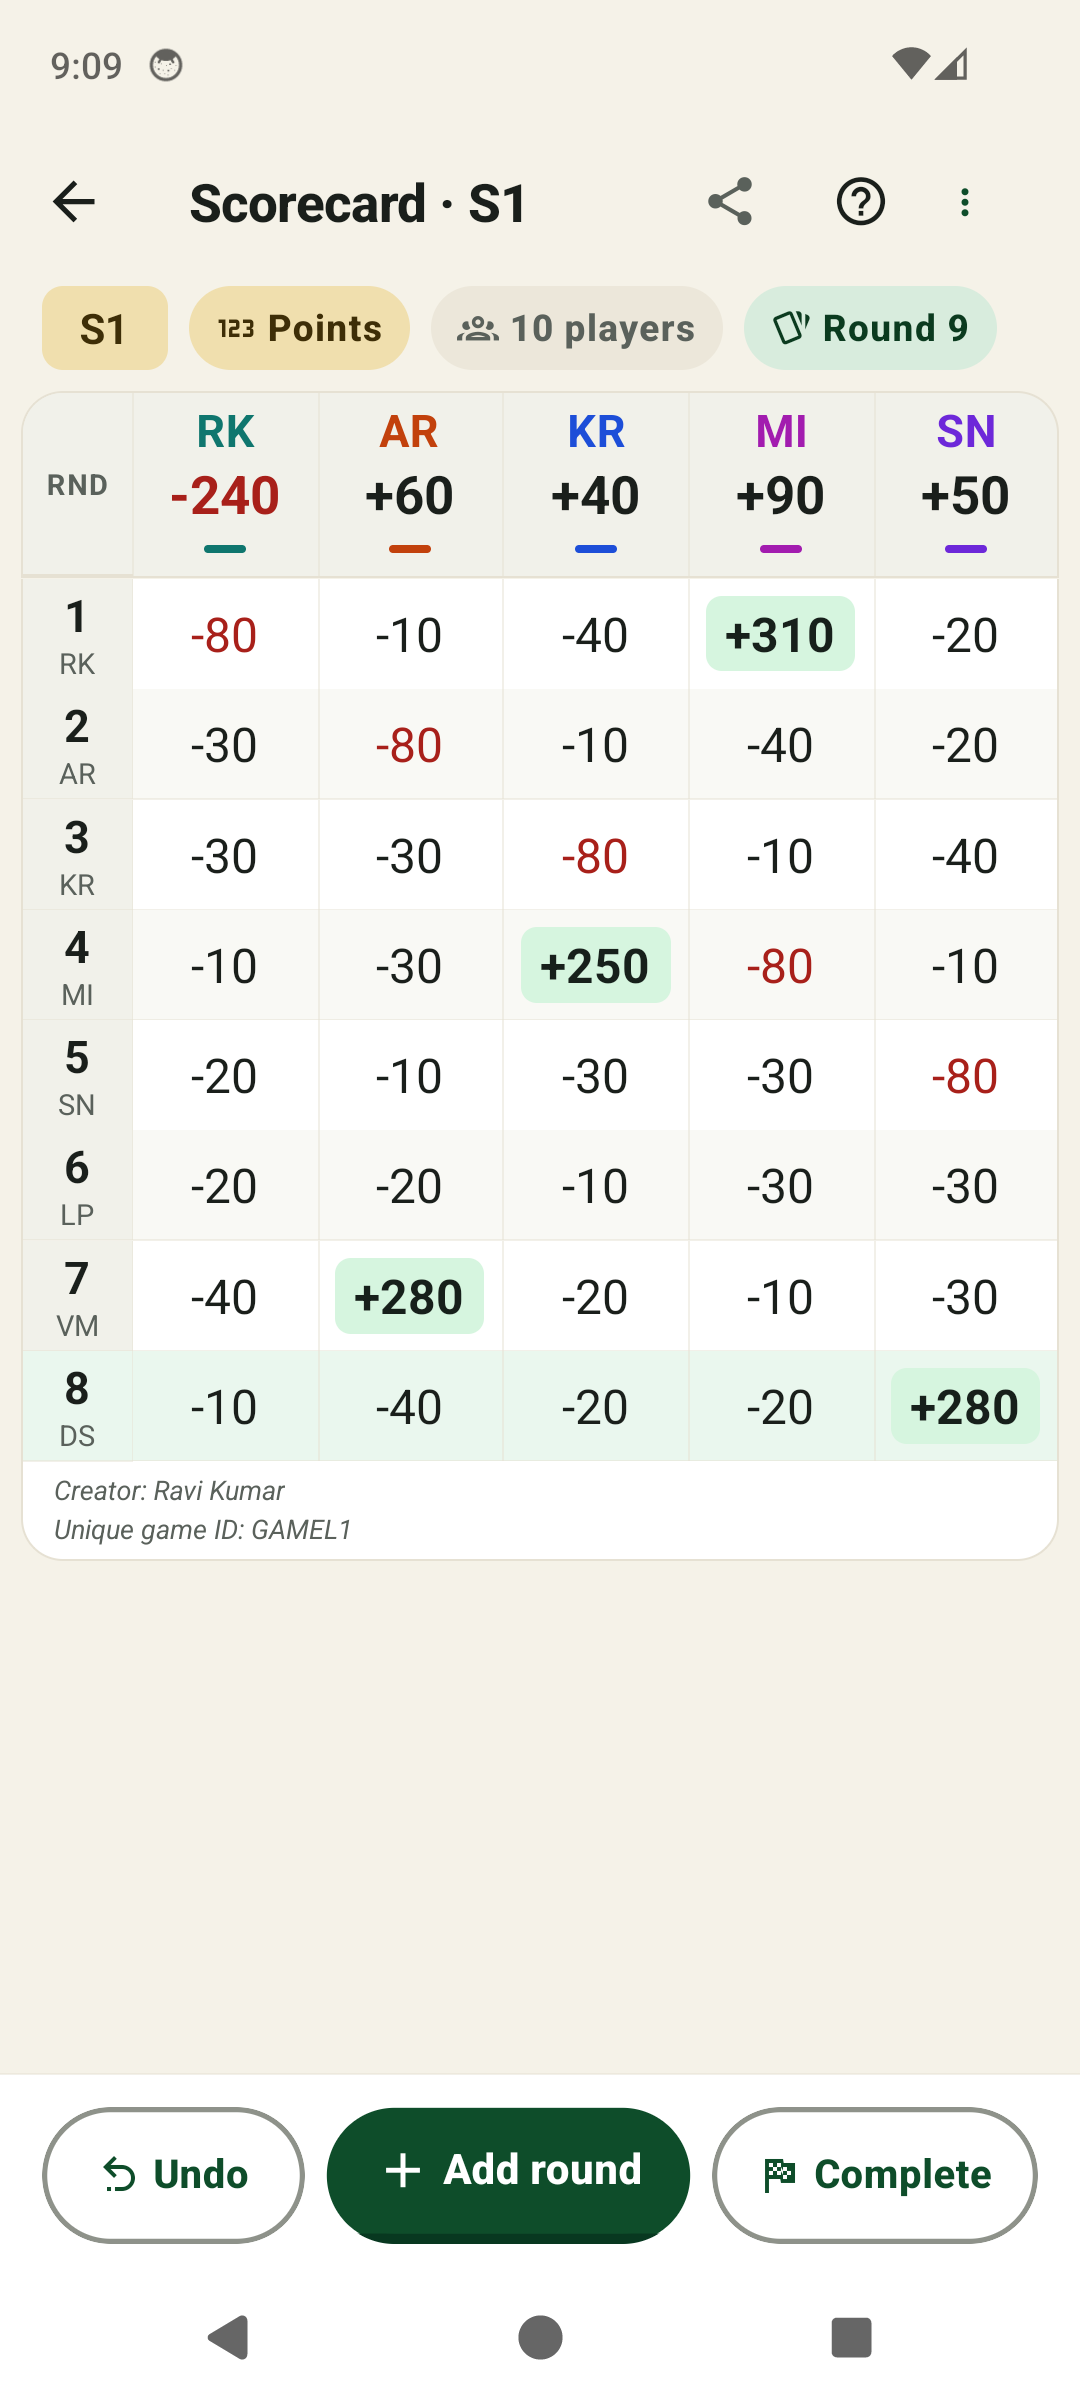 9:09
Scorecard · S1
S1 123 Points 10 players Round 9
RND RK AR KR MI SN
-240 +60 +40 +90 +50
1 RK -80 -10 -40 +310 -20
2 AR -30 -80 -10 -40 -20
3 KR -30 -30 -80 -10 -40
4 MI -10 -30 +250 -80 -10
5 SN -20 -10 -30 -30 -80
6 LP -20 -20 -10 -30 -30
7 VM -40 +280 -20 -10 -30
8 DS -10 -40 -20 -20 +280
Creator: Ravi Kumar
Unique game ID: GAMEL1
Undo Add round Complete